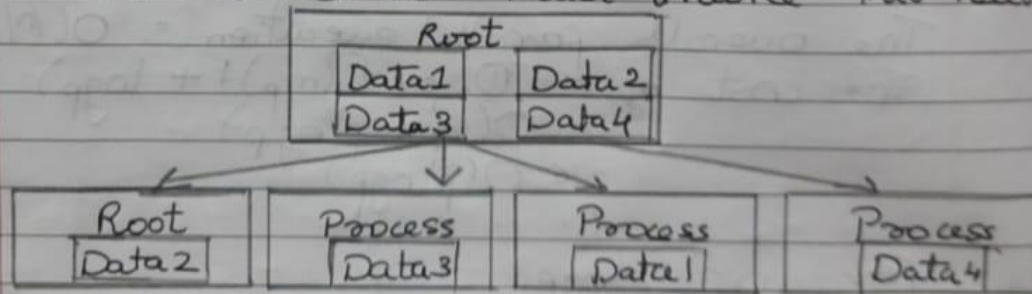 Root
Data1 Data2
Data3 Data4
Root Process Process Process
Data2 Data3 Data1 Data4